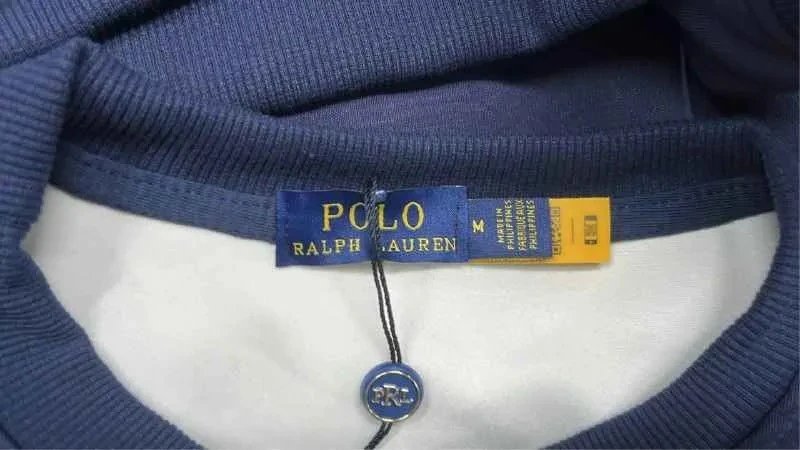 POLO
RALPH LAUREN
M
MADE IN
PHILIPPINES
FABRIQUÉ AUX
PHILIPPINES
PRL